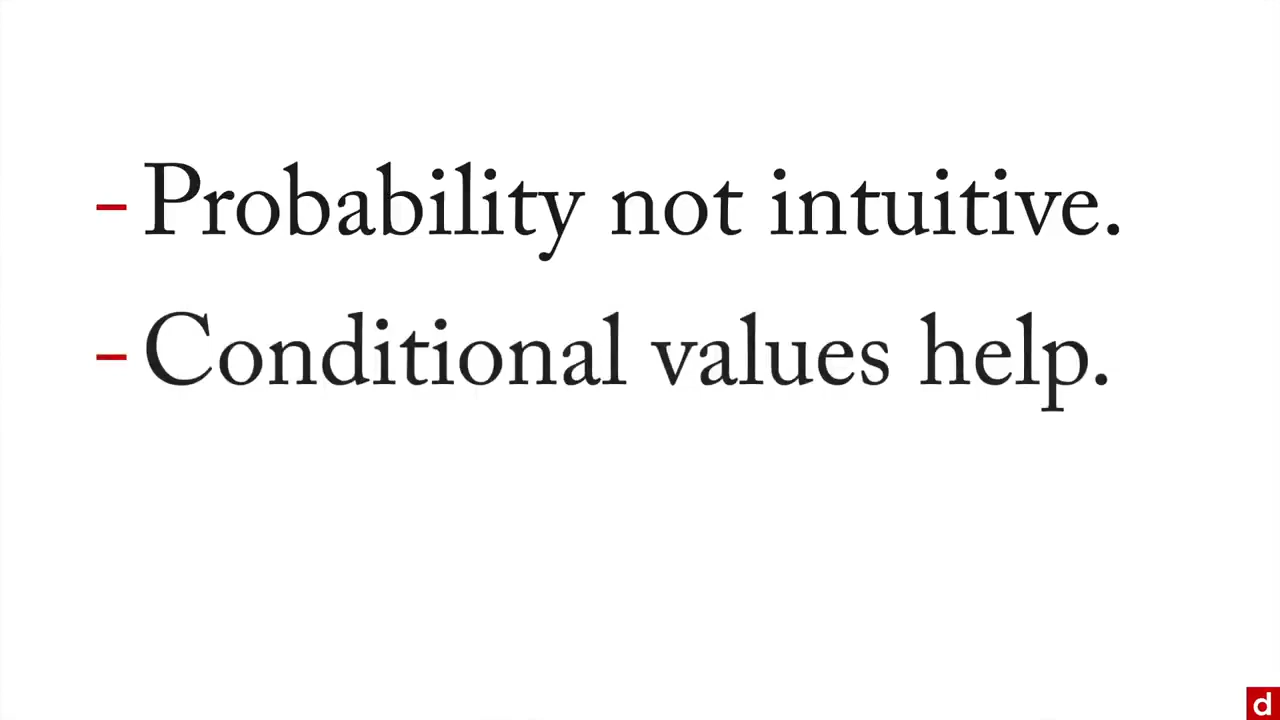 - Probability not intuitive.
- Conditional values help.
d